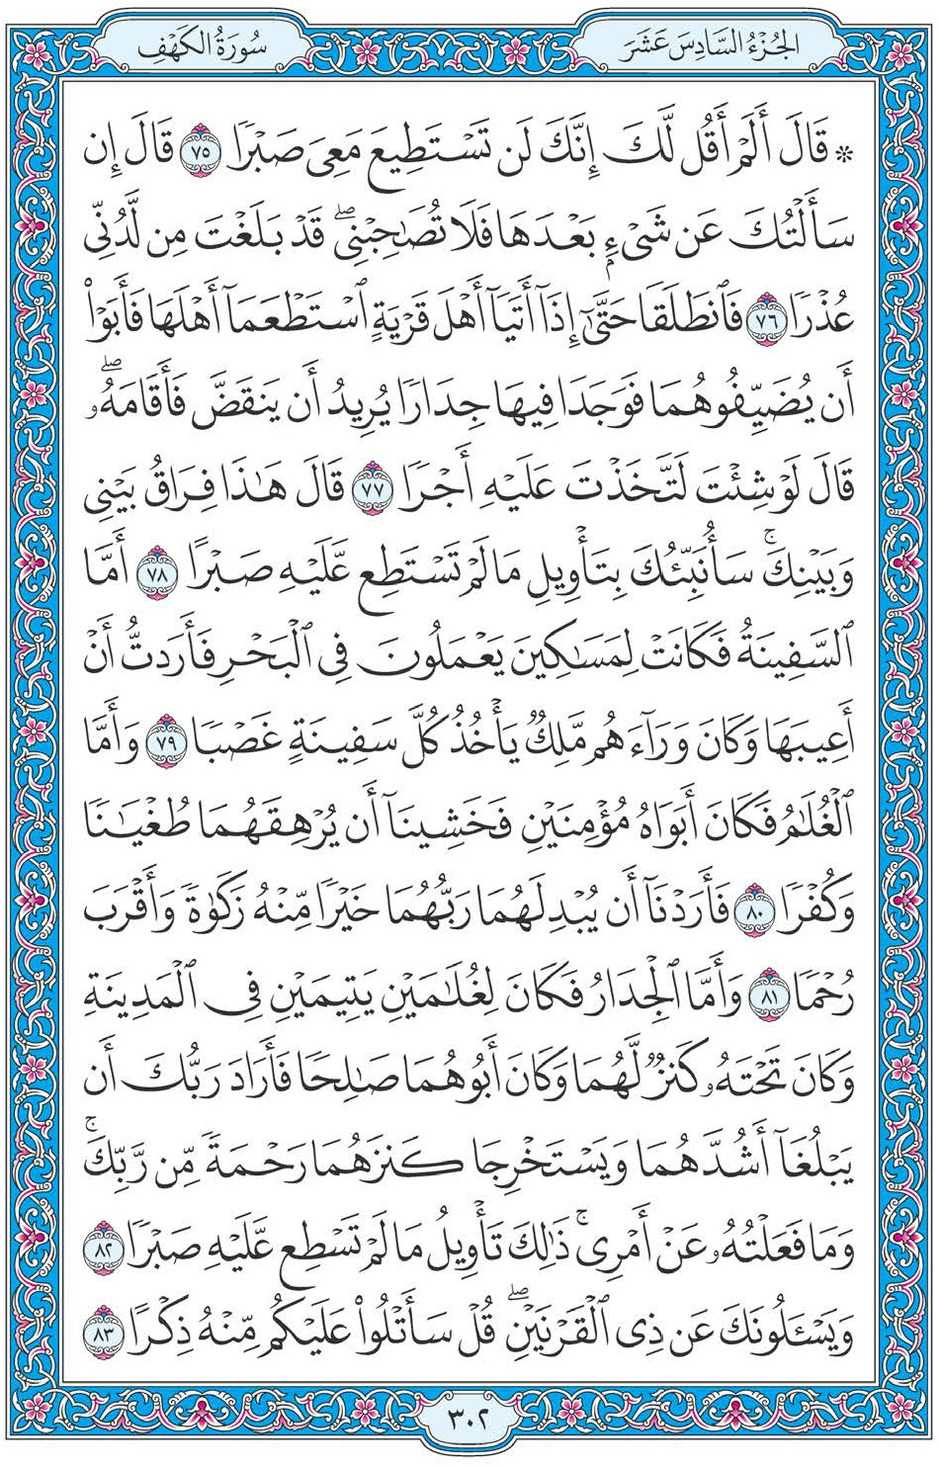 الجُزْءُ السَّادِسَ عَشَرَ
سُورَةُ الكَهْفِ
۞ قَالَ أَلَمْ أَقُل لَّكَ إِنَّكَ لَن تَسْتَطِيعَ مَعِىَ صَبْرًا ٧٥ قَالَ إِن
سَأَلْتُكَ عَن شَىْءٍۭ بَعْدَهَا فَلَا تُصَـٰحِبْنِى ۖ قَدْ بَلَغْتَ مِن لَّدُنِّى
عُذْرًا ٧٦ فَٱنطَلَقَا حَتَّىٰٓ إِذَآ أَتَيَآ أَهْلَ قَرْيَةٍ ٱسْتَطْعَمَآ أَهْلَهَا فَأَبَوْا۟
أَن يُضَيِّفُوهُمَا فَوَجَدَا فِيهَا جِدَارًا يُرِيدُ أَن يَنقَضَّ فَأَقَامَهُۥ ۖ
قَالَ لَوْ شِئْتَ لَتَّخَذْتَ عَلَيْهِ أَجْرًا ٧٧ قَالَ هَـٰذَا فِرَاقُ بَيْنِى
وَبَيْنِكَ ۚ سَأُنَبِّئُكَ بِتَأْوِيلِ مَا لَمْ تَسْتَطِع عَّلَيْهِ صَبْرًا ٧٨ أَمَّا
ٱلسَّفِينَةُ فَكَانَتْ لِمَسَـٰكِينَ يَعْمَلُونَ فِى ٱلْبَحْرِ فَأَرَدتُّ أَنْ
أَعِيبَهَا وَكَانَ وَرَآءَهُم مَّلِكٌ يَأْخُذُ كُلَّ سَفِينَةٍ غَصْبًا ٧٩ وَأَمَّا
ٱلْغُلَـٰمُ فَكَانَ أَبَوَاهُ مُؤْمِنَيْنِ فَخَشِينَآ أَن يُرْهِقَهُمَا طُغْيَـٰنًا
وَكُفْرًا ٨٠ فَأَرَدْنَآ أَن يُبْدِلَهُمَا رَبُّهُمَا خَيْرًا مِّنْهُ زَكَوٰةً وَأَقْرَبَ
رُحْمًا ٨١ وَأَمَّا ٱلْجِدَارُ فَكَانَ لِغُلَـٰمَيْنِ يَتِيمَيْنِ فِى ٱلْمَدِينَةِ
وَكَانَ تَحْتَهُۥ كَنزٌ لَّهُمَا وَكَانَ أَبُوهُمَا صَـٰلِحًا فَأَرَادَ رَبُّكَ أَن
يَبْلُغَآ أَشُدَّهُمَا وَيَسْتَخْرِجَا كَنزَهُمَا رَحْمَةً مِّن رَّبِّكَ ۚ
وَمَا فَعَلْتُهُۥ عَنْ أَمْرِى ۚ ذَٰلِكَ تَأْوِيلُ مَا لَمْ تَسْطِع عَّلَيْهِ صَبْرًا ٨٢
وَيَسْـَٔلُونَكَ عَن ذِى ٱلْقَرْنَيْنِ ۖ قُلْ سَأَتْلُوا۟ عَلَيْكُم مِّنْهُ ذِكْرًا ٨٣
٣٠٢